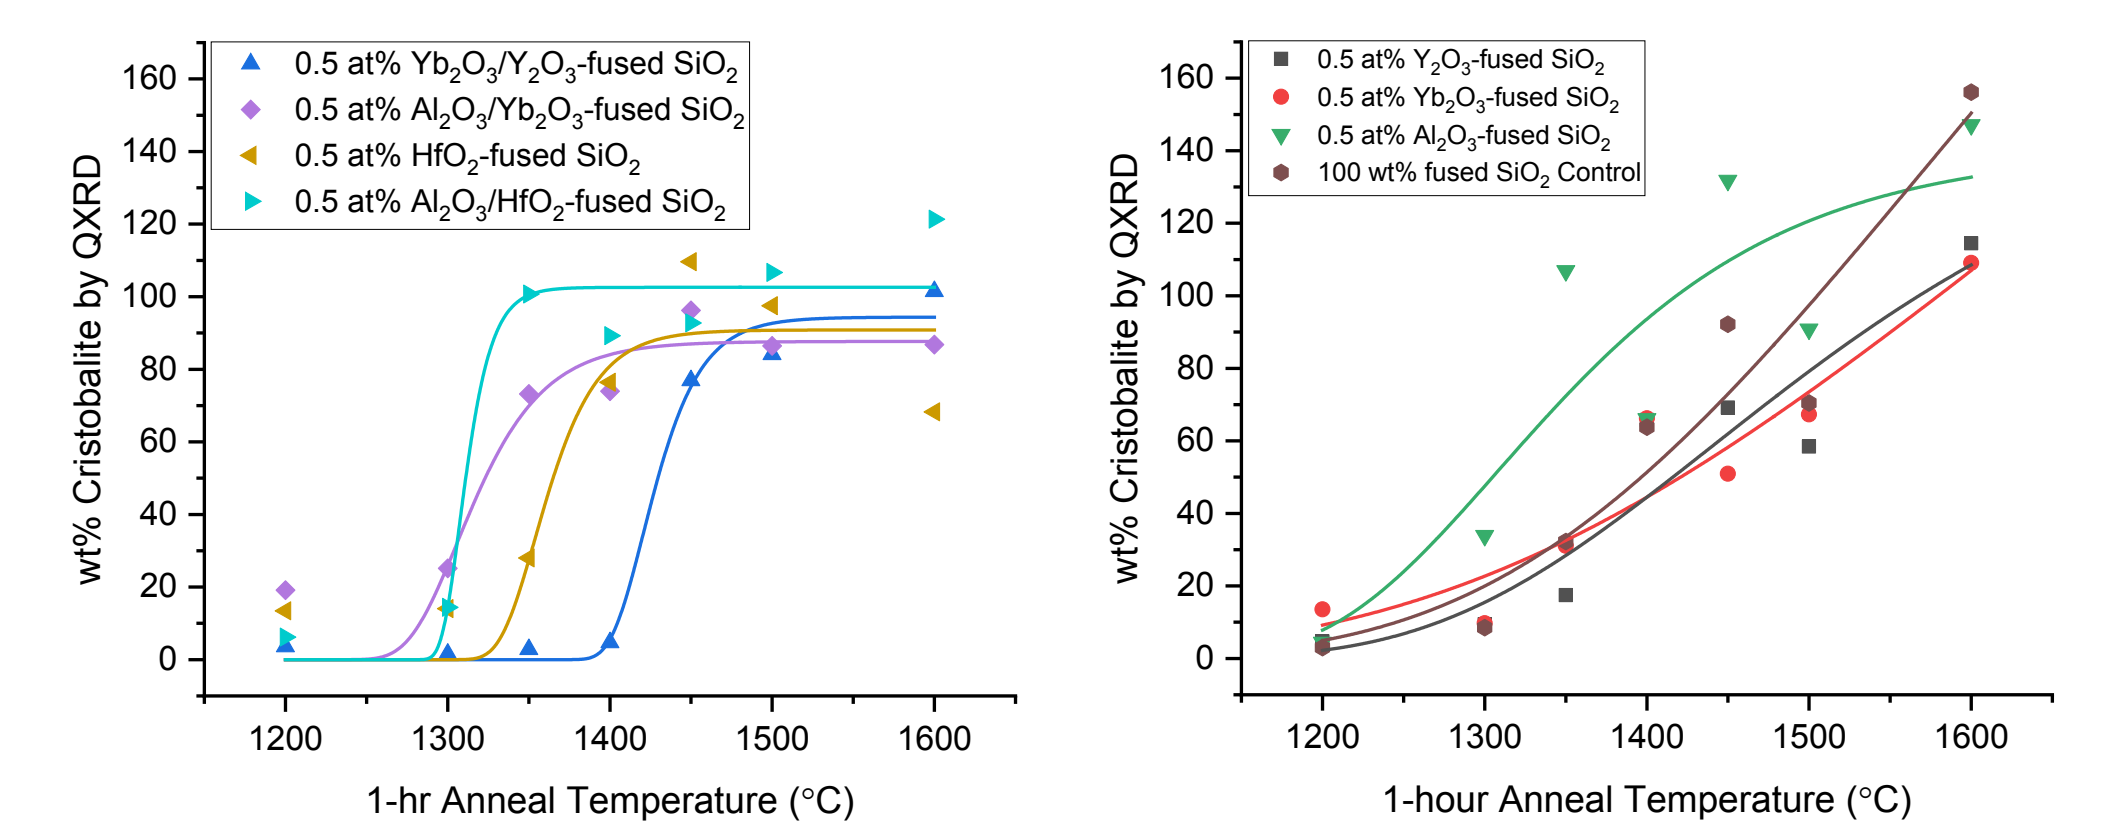 0.5 at% Yb₂O₃/Y₂O₃-fused SiO₂
0.5 at% Al₂O₃/Yb₂O₃-fused SiO₂
0.5 at% HfO₂-fused SiO₂
0.5 at% Al₂O₃/HfO₂-fused SiO₂
wt% Cristobalite by QXRD
160
140
120
100
80
60
40
20
0
1200 1300 1400 1500 1600
1-hr Anneal Temperature (°C)
0.5 at% Y₂O₃-fused SiO₂
0.5 at% Yb₂O₃-fused SiO₂
0.5 at% Al₂O₃-fused SiO₂
100 wt% fused SiO₂ Control
wt% Cristobalite by QXRD
160
140
120
100
80
60
40
20
0
1200 1300 1400 1500 1600
1-hour Anneal Temperature (°C)